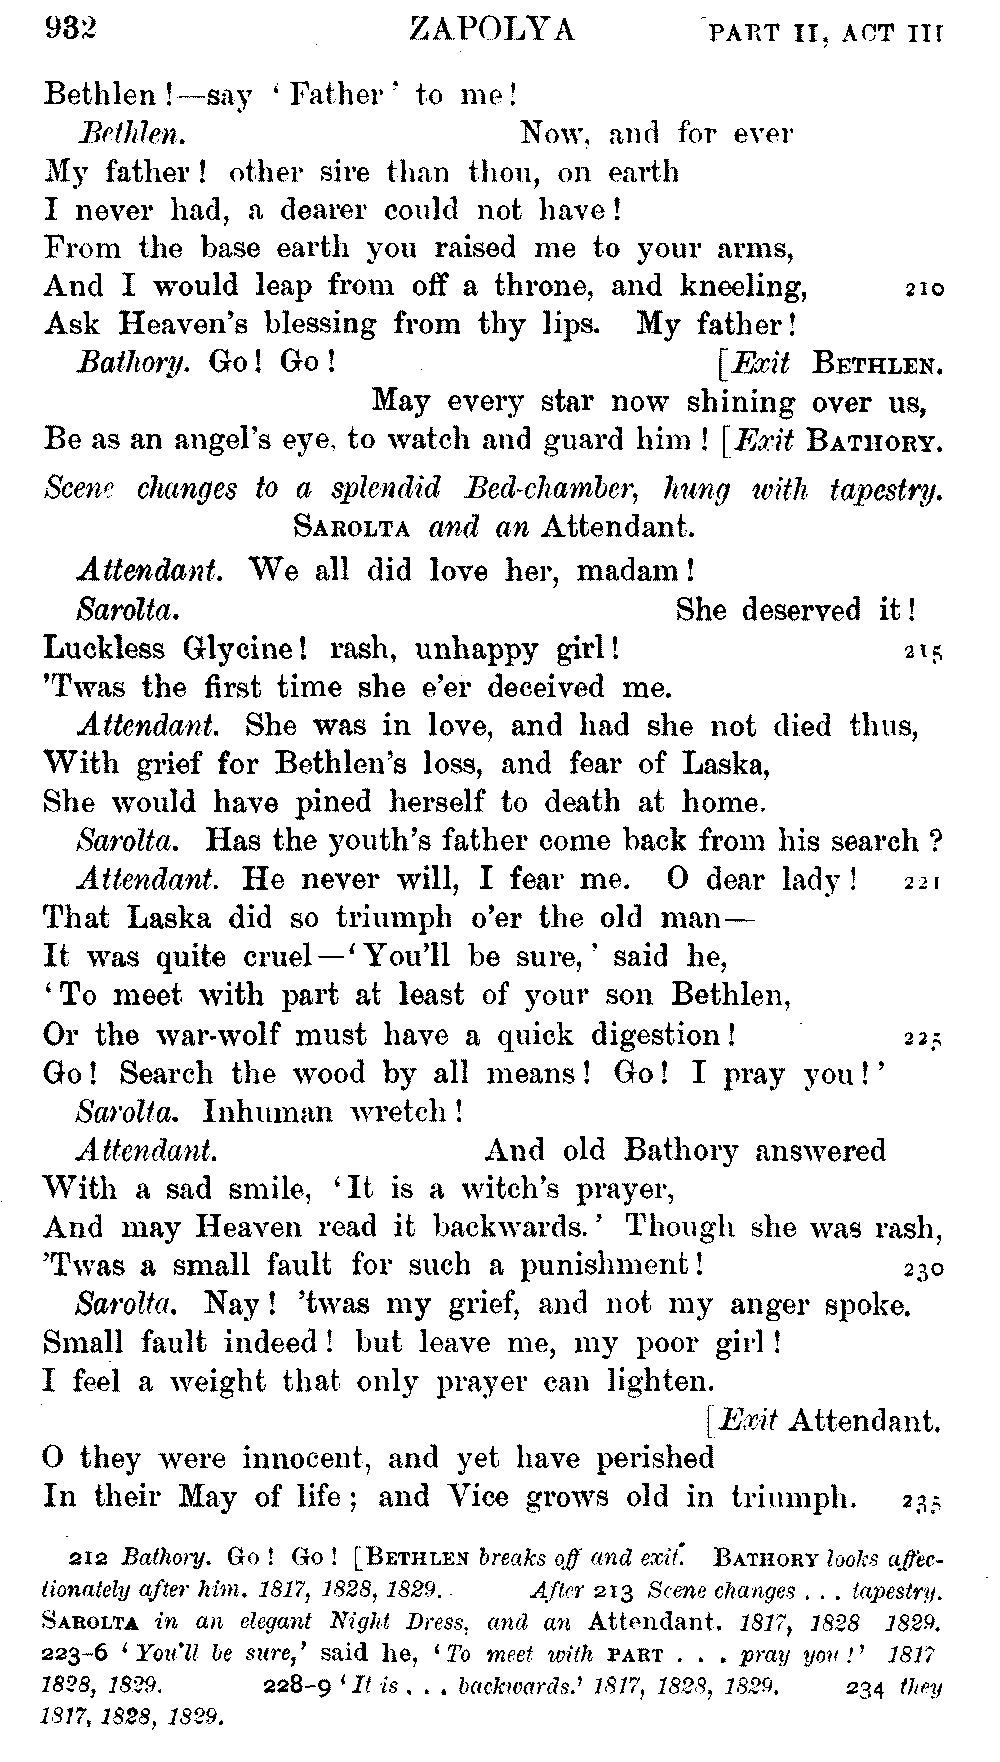 932 ZAPOLYA PART II, ACT III
Bethlen !—say ‘ Father ’ to me !
Bethlen. Now, and for ever
My father ! other sire than thou, on earth
I never had, a dearer could not have !
From the base earth you raised me to your arms,
And I would leap from off a throne, and kneeling, 210
Ask Heaven's blessing from thy lips. My father !
Bathory. Go ! Go ! [Exit BETHLEN.
May every star now shining over us,
Be as an angel's eye, to watch and guard him ! [Exit BATHORY.
Scene changes to a splendid Bed-chamber, hung with tapestry.
SAROLTA and an Attendant.
Attendant. We all did love her, madam !
Sarolta. She deserved it !
Luckless Glycine ! rash, unhappy girl ! 215
'Twas the first time she e'er deceived me.
Attendant. She was in love, and had she not died thus,
With grief for Bethlen's loss, and fear of Laska,
She would have pined herself to death at home.
Sarolta. Has the youth's father come back from his search ?
Attendant. He never will, I fear me. O dear lady ! 221
That Laska did so triumph o'er the old man—
It was quite cruel—‘ You'll be sure, ’ said he,
‘ To meet with part at least of your son Bethlen,
Or the war-wolf must have a quick digestion ! 225
Go ! Search the wood by all means ! Go ! I pray you ! ’
Sarolta. Inhuman wretch !
Attendant. And old Bathory answered
With a sad smile, ‘ It is a witch's prayer,
And may Heaven read it backwards. ’ Though she was rash,
'Twas a small fault for such a punishment ! 230
Sarolta. Nay ! 'twas my grief, and not my anger spoke.
Small fault indeed ! but leave me, my poor girl !
I feel a weight that only prayer can lighten.
[Exit Attendant.
O they were innocent, and yet have perished
In their May of life ; and Vice grows old in triumph. 235
212 Bathory. Go ! Go ! [BETHLEN breaks off and exit. BATHORY looks affec-
tionately after him. 1817, 1828, 1829. After 213 Scene changes . . . tapestry.
SAROLTA in an elegant Night Dress, and an Attendant. 1817, 1828 1829.
223-6 ‘ You'll be sure,’ said he, ‘ To meet with PART . . . pray you !’ 1817
1828, 1829. 228-9 ‘ It is . . . backwards.’ 1817, 1828, 1829. 234 they
1817, 1828, 1829.